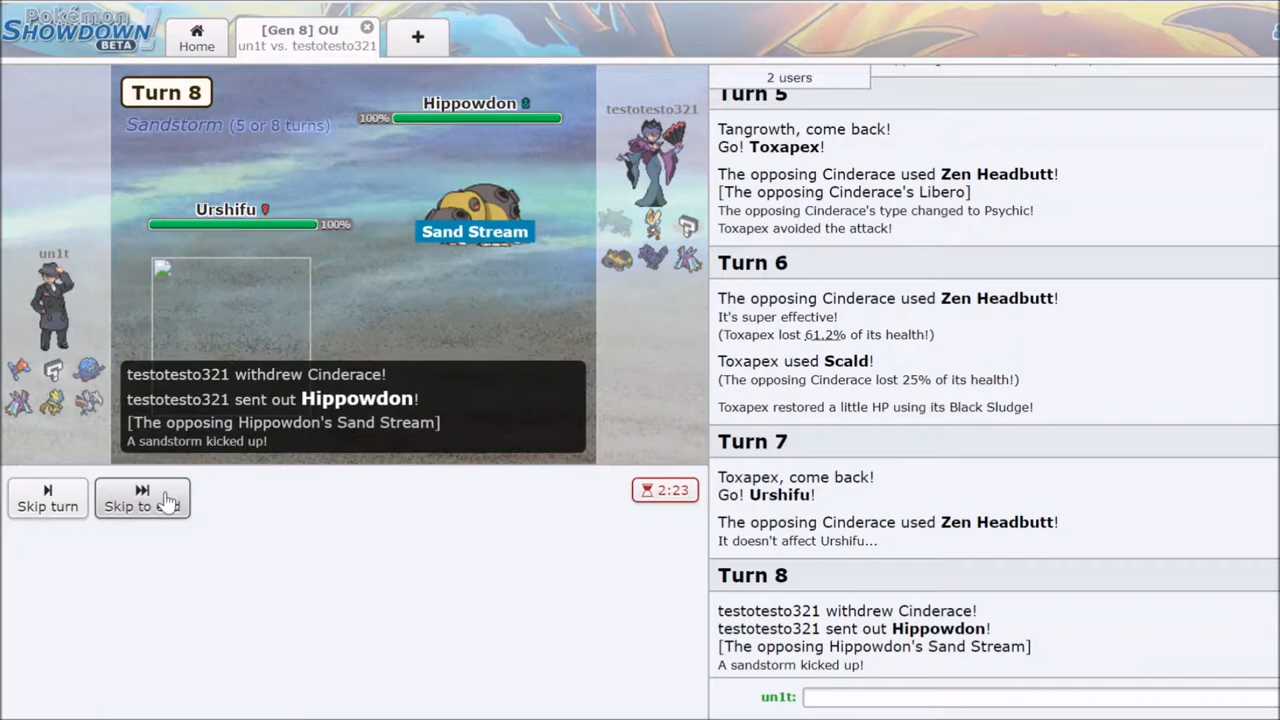 Pokémon
SHOWDOWN!
BETA
Home
[Gen 8] OU
un1t vs. testotesto321
+
Turn 8
Sandstorm (5 or 8 turns)
Hippowdon
100%
Urshifu
100%
Sand Stream
un1t
testotesto321
testotesto321 withdrew Cinderace!
testotesto321 sent out Hippowdon!
[The opposing Hippowdon's Sand Stream]
A sandstorm kicked up!
Skip turn
Skip to end
2:23
2 users
Turn 5
Tangrowth, come back!
Go! Toxapex!
The opposing Cinderace used Zen Headbutt!
[The opposing Cinderace's Libero]
The opposing Cinderace's type changed to Psychic!
Toxapex avoided the attack!
Turn 6
The opposing Cinderace used Zen Headbutt!
It's super effective!
(Toxapex lost 61.2% of its health!)
Toxapex used Scald!
(The opposing Cinderace lost 25% of its health!)
Toxapex restored a little HP using its Black Sludge!
Turn 7
Toxapex, come back!
Go! Urshifu!
The opposing Cinderace used Zen Headbutt!
It doesn't affect Urshifu...
Turn 8
testotesto321 withdrew Cinderace!
testotesto321 sent out Hippowdon!
[The opposing Hippowdon's Sand Stream]
A sandstorm kicked up!
un1t: